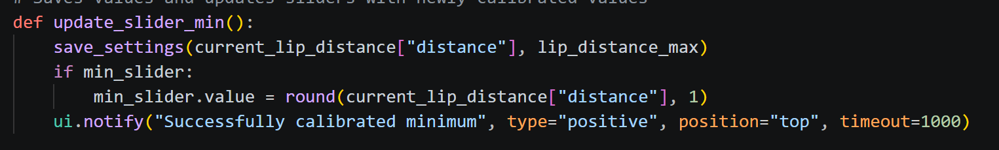 # Saves values and updates sliders with newly calibrated values
def update_slider_min():
    save_settings(current_lip_distance["distance"], lip_distance_max)
    if min_slider:
        min_slider.value = round(current_lip_distance["distance"], 1)
    ui.notify("Successfully calibrated minimum", type="positive", position="top", timeout=1000)